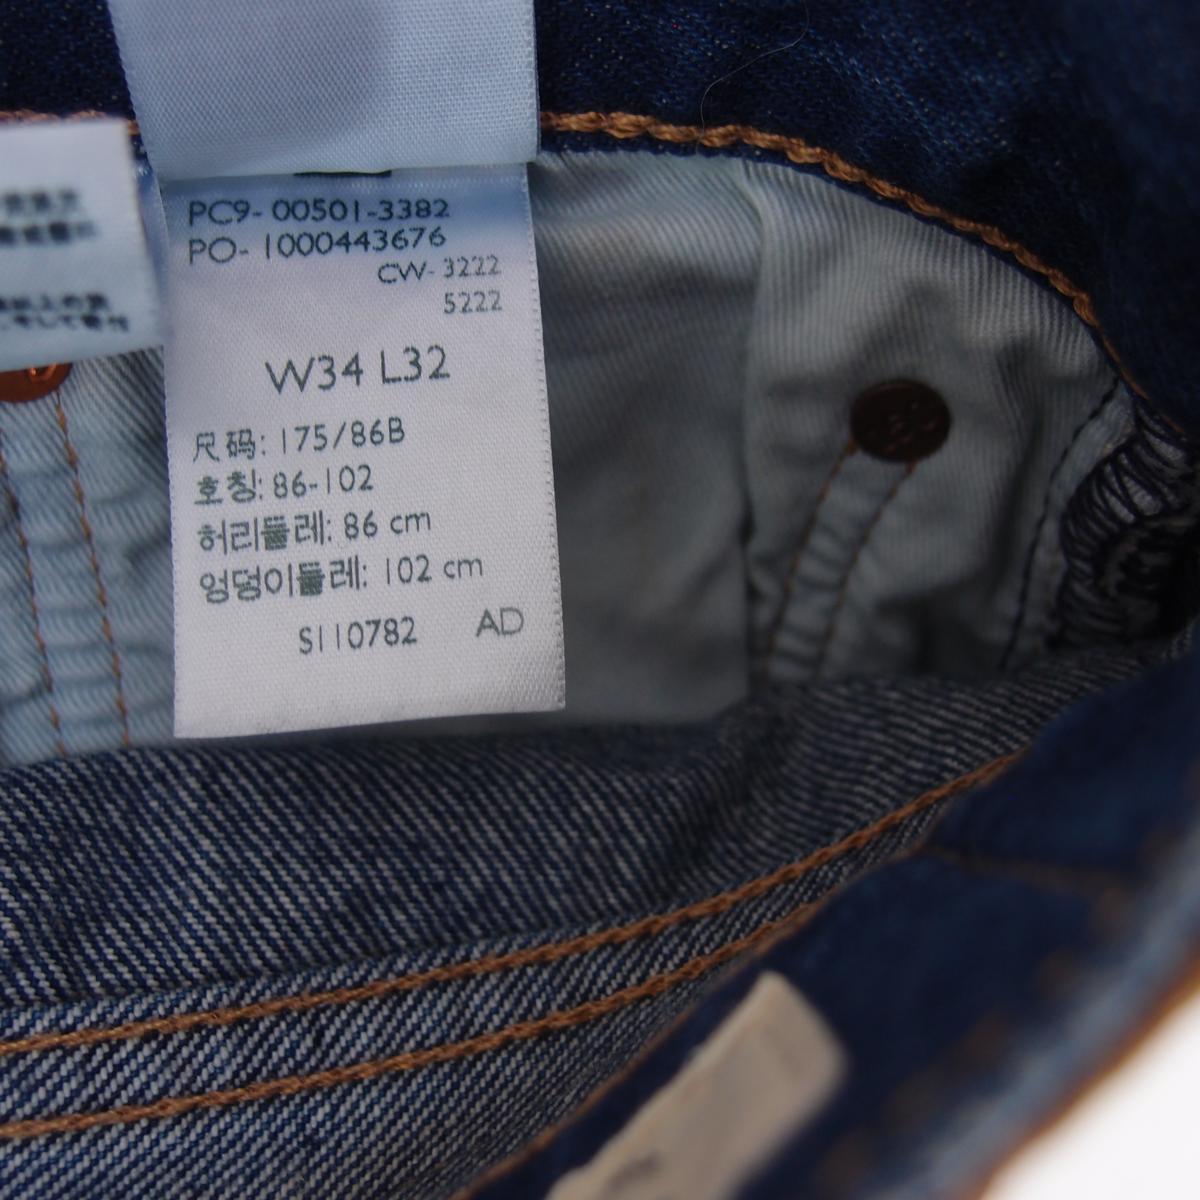 PC9- 00501-3382
PO- 1000443676
CW- 3222
5222
W34 L32
尺码: 175/86B
호칭: 86-102
허리둘레: 86 cm
엉덩이둘레: 102 cm
S110782 AD